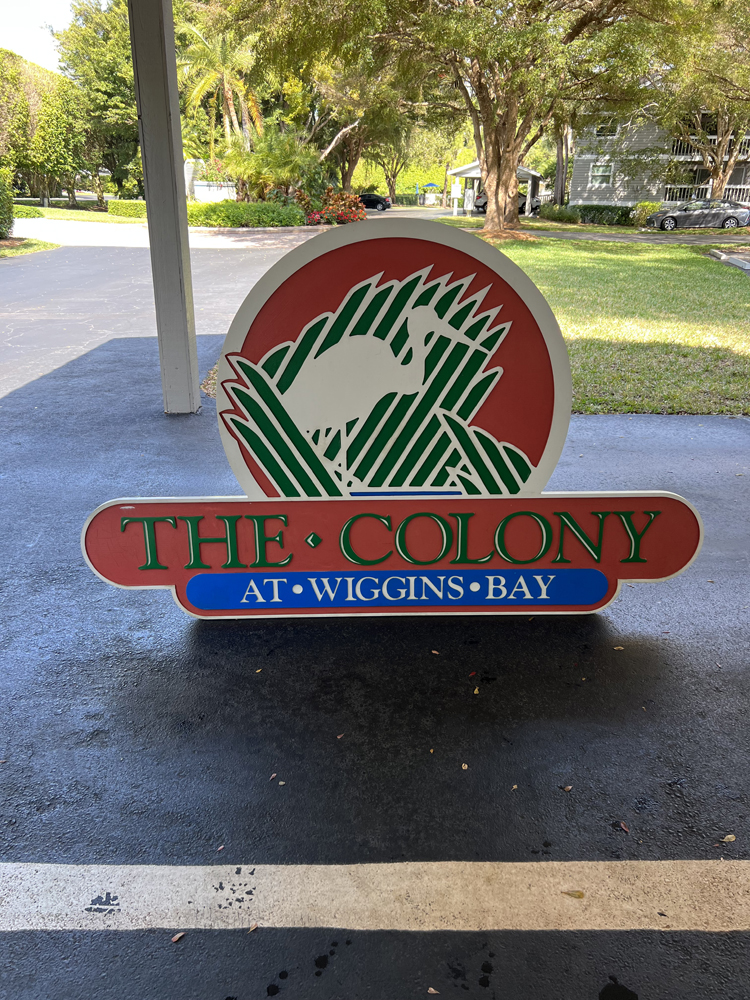 THE · COLONY
AT • WIGGINS • BAY